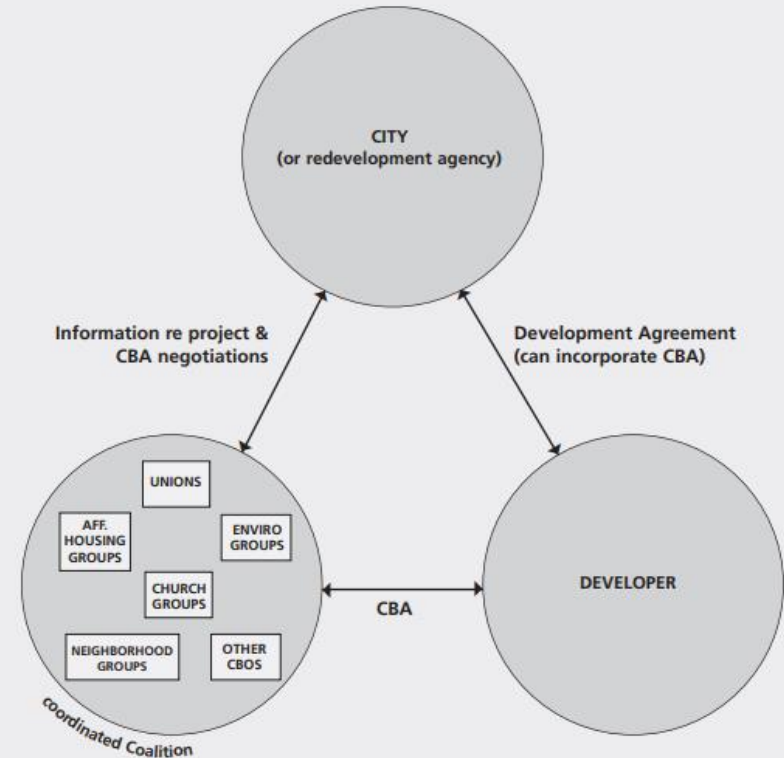 CITY
(or redevelopment agency)
Information re project &
CBA negotiations
Development Agreement
(can incorporate CBA)
UNIONS
AFF.
HOUSING
GROUPS
ENVIRO
GROUPS
CHURCH
GROUPS
NEIGHBORHOOD
GROUPS
OTHER
CBOS
CBA
DEVELOPER
coordinated Coalition